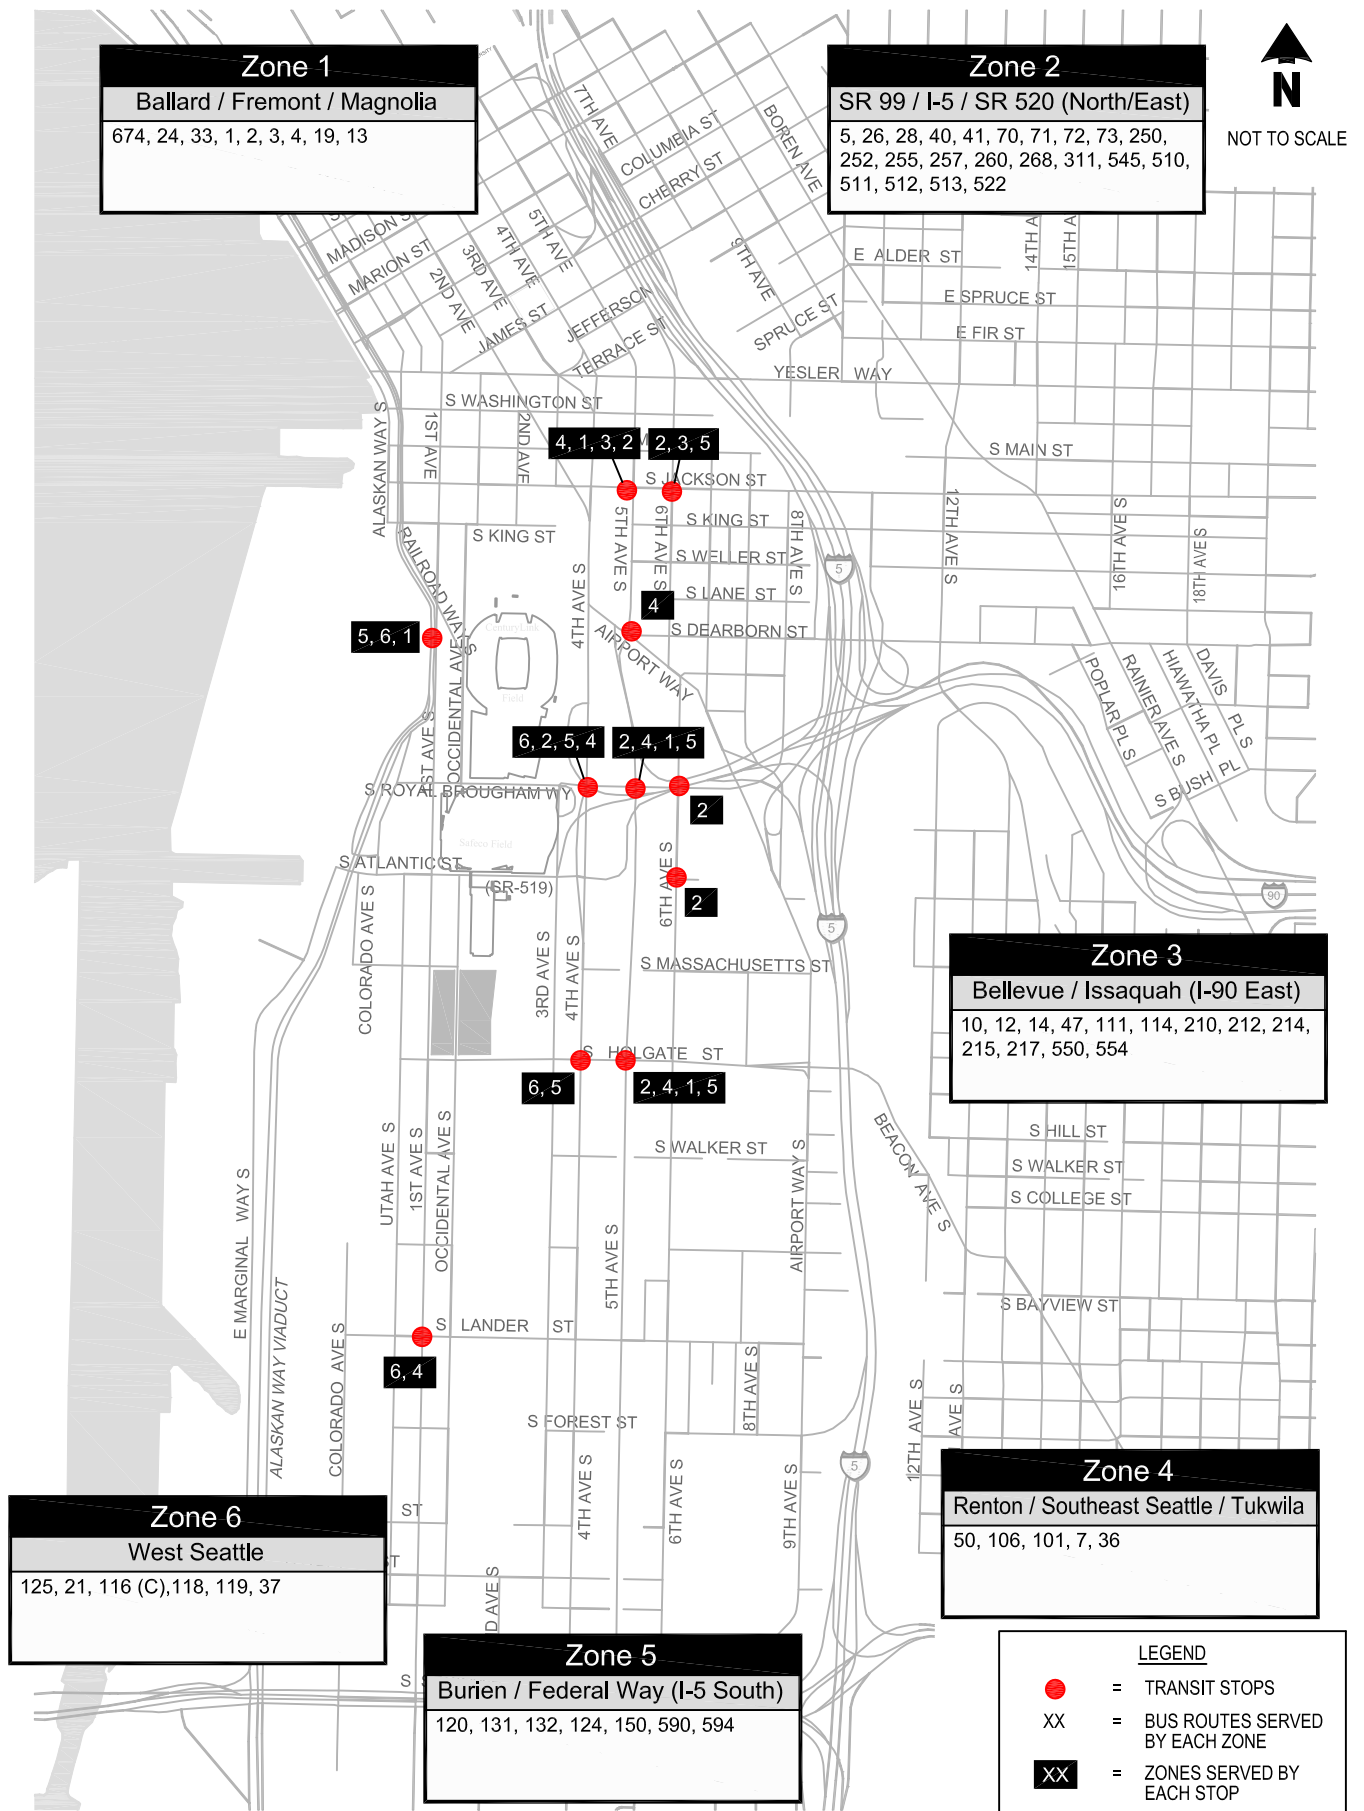 Zone 1
Ballard / Fremont / Magnolia
674, 24, 33, 1, 2, 3, 4, 19, 13
Zone 2
SR 99 / I-5 / SR 520 (North/East)
5, 26, 28, 40, 41, 70, 71, 72, 73, 250,
252, 255, 257, 260, 268, 311, 545, 510,
511, 512, 513, 522
N
NOT TO SCALE
7TH AVE
COLUMBIA ST
CHERRY ST
BOREN AVE
MADISON S
MARION ST
5TH AVE
4TH AVE
3RD AVE
2ND AVE
9TH AVE
14TH A
15TH A
E ALDER ST
E SPRUCE ST
JAMES ST
JEFFERSON
TERRACE ST
SPRUCE ST
E FIR ST
YESLER WAY
S WASHINGTON ST
ALASKAN WAY S
1ST AVE
2ND AVE
4, 1, 3, 2
M
2, 3, 5
S MAIN ST
S JACKSON ST
S KING ST
S KING ST
RAILROAD WAY S
4TH AVE S
5TH AVE S
6TH AVE S
8TH AVE S
12TH AVE S
16TH AVE S
18TH AVE S
S WELLER ST
5
S LANE ST
4
S DEARBORN ST
5, 6, 1
CenturyLink
Field
AIRPORT WAY
OCCIDENTAL AVE
POPLAR PL S
RAINIER AVE S
HIAWATHA PL
DAVIS PL S
S BUSH PL
ST AVE S
6, 2, 5, 4
2, 4, 1, 5
S ROYAL BROUGHAM WY
2
Safeco Field
S ATLANTIC ST
(SR-519)
6TH AVE S
2
90
5
COLORADO AVE S
3RD AVE S
4TH AVE S
S MASSACHUSETTS ST
Zone 3
Bellevue / Issaquah (I-90 East)
10, 12, 14, 47, 111, 114, 210, 212, 214,
215, 217, 550, 554
S HOLGATE ST
6, 5
2, 4, 1, 5
UTAH AVE S
1ST AVE S
OCCIDENTAL AVE S
S WALKER ST
AIRPORT WAY S
BEACON AVE S
S HILL ST
S WALKER ST
S COLLEGE ST
E MARGINAL WAY S
ALASKAN WAY VIADUCT
5TH AVE S
S BAYVIEW ST
S LANDER ST
6, 4
COLORADO AVE S
8TH AVE S
12TH AVE S
AVE S
S FOREST ST
4TH AVE S
6TH AVE S
9TH AVE S
5
Zone 4
Renton / Southeast Seattle / Tukwila
50, 106, 101, 7, 36
ST
ST
D AVE S
S S
Zone 6
West Seattle
125, 21, 116 (C),118, 119, 37
Zone 5
Burien / Federal Way (I-5 South)
120, 131, 132, 124, 150, 590, 594
LEGEND
= TRANSIT STOPS
XX = BUS ROUTES SERVED
BY EACH ZONE
XX = ZONES SERVED BY
EACH STOP